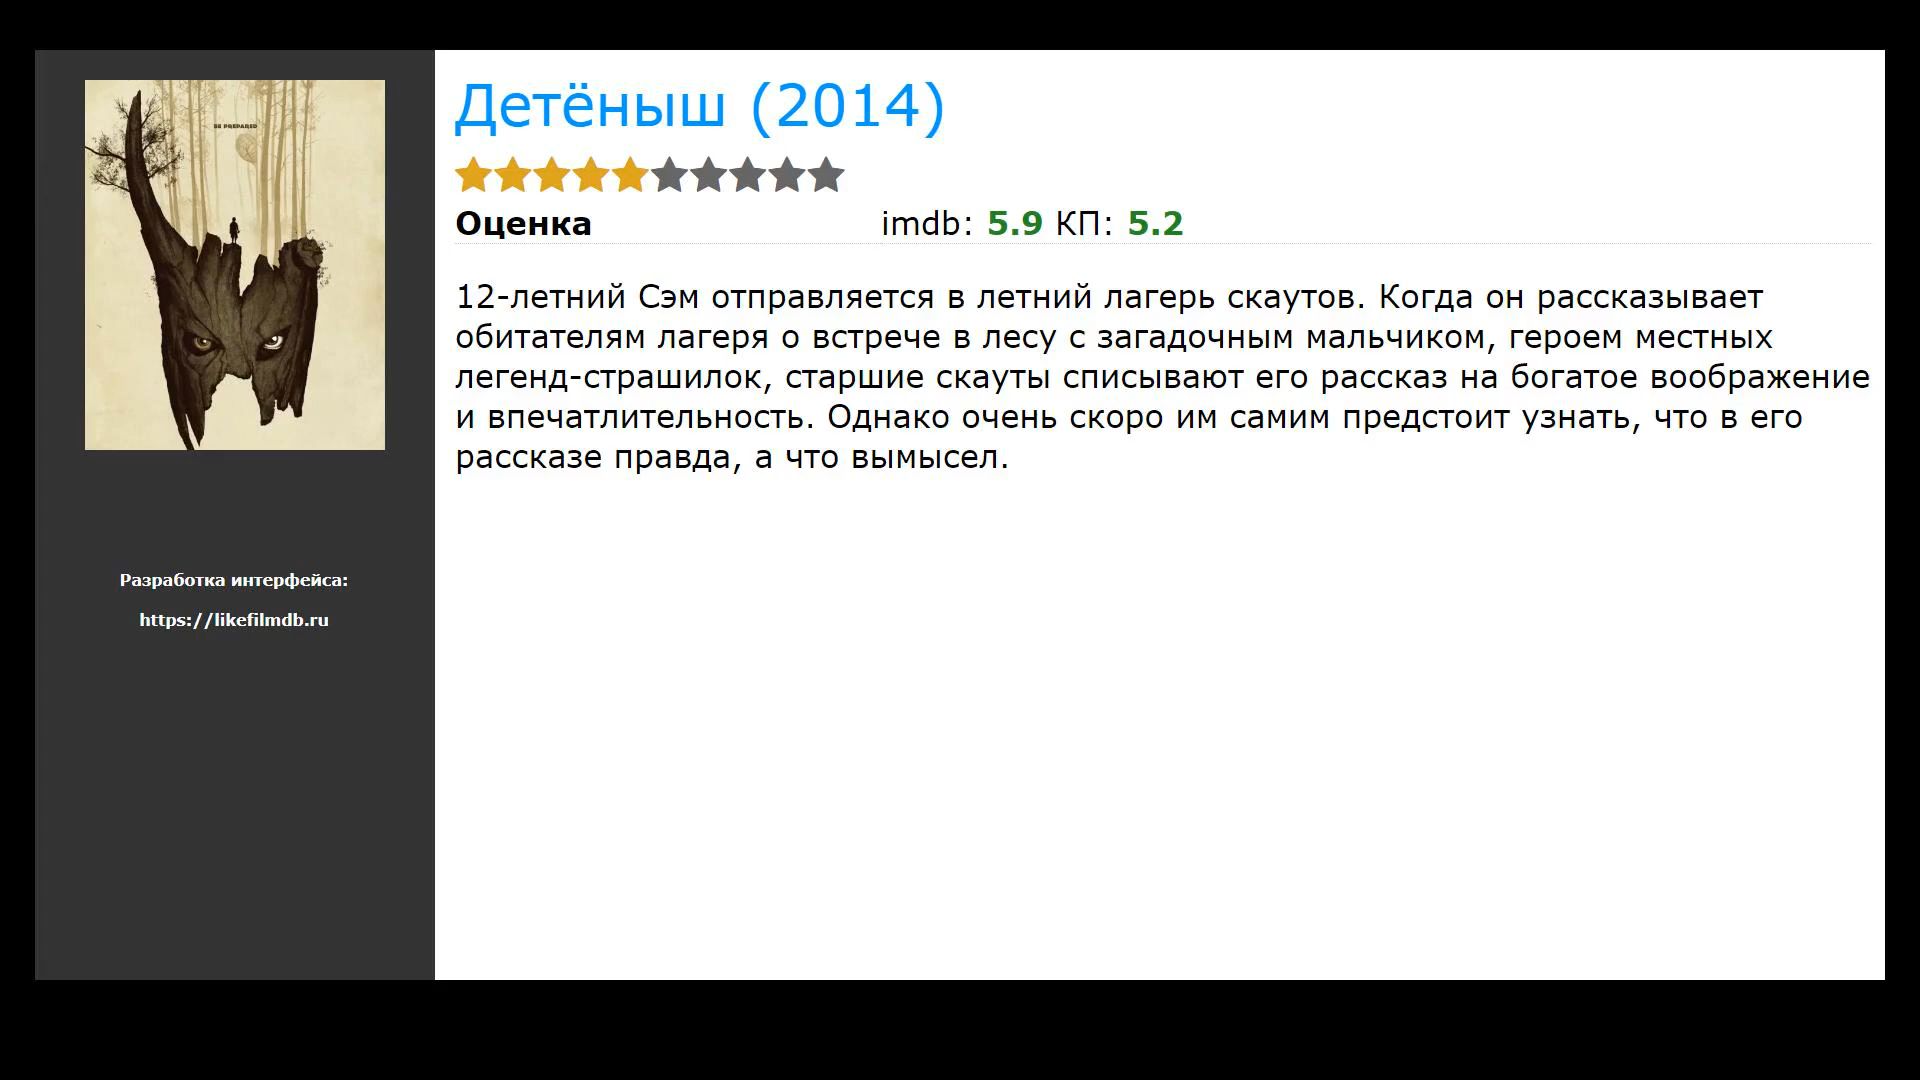 BE PREPARED
Детёныш (2014)
Оценка imdb: 5.9 КП: 5.2
12-летний Сэм отправляется в летний лагерь скаутов. Когда он рассказывает
обитателям лагеря о встрече в лесу с загадочным мальчиком, героем местных
легенд-страшилок, старшие скауты списывают его рассказ на богатое воображение
и впечатлительность. Однако очень скоро им самим предстоит узнать, что в его
рассказе правда, а что вымысел.
Разработка интерфейса:
https://likefilmdb.ru